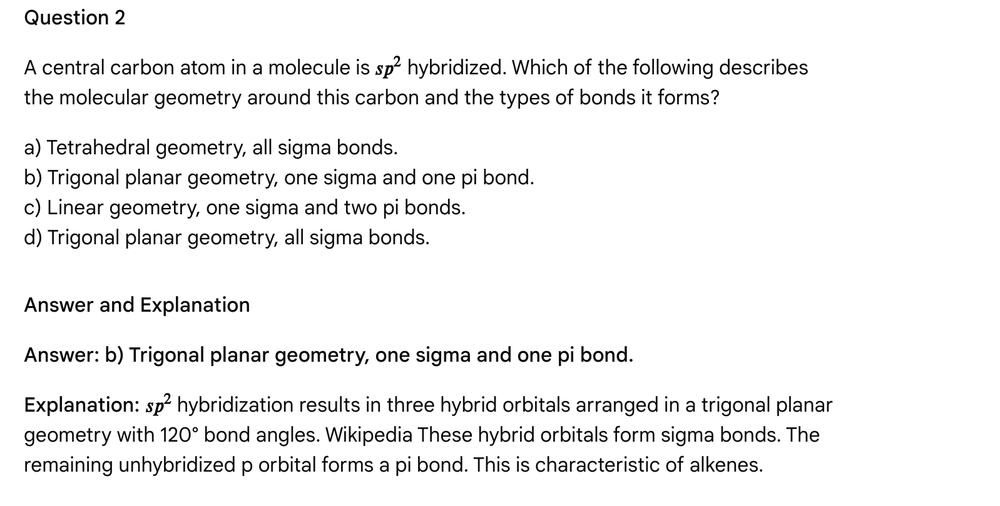 Question 2
A central carbon atom in a molecule is sp² hybridized. Which of the following describes
the molecular geometry around this carbon and the types of bonds it forms?
a) Tetrahedral geometry, all sigma bonds.
b) Trigonal planar geometry, one sigma and one pi bond.
c) Linear geometry, one sigma and two pi bonds.
d) Trigonal planar geometry, all sigma bonds.
Answer and Explanation
Answer: b) Trigonal planar geometry, one sigma and one pi bond.
Explanation: sp² hybridization results in three hybrid orbitals arranged in a trigonal planar
geometry with 120° bond angles. Wikipedia These hybrid orbitals form sigma bonds. The
remaining unhybridized p orbital forms a pi bond. This is characteristic of alkenes.